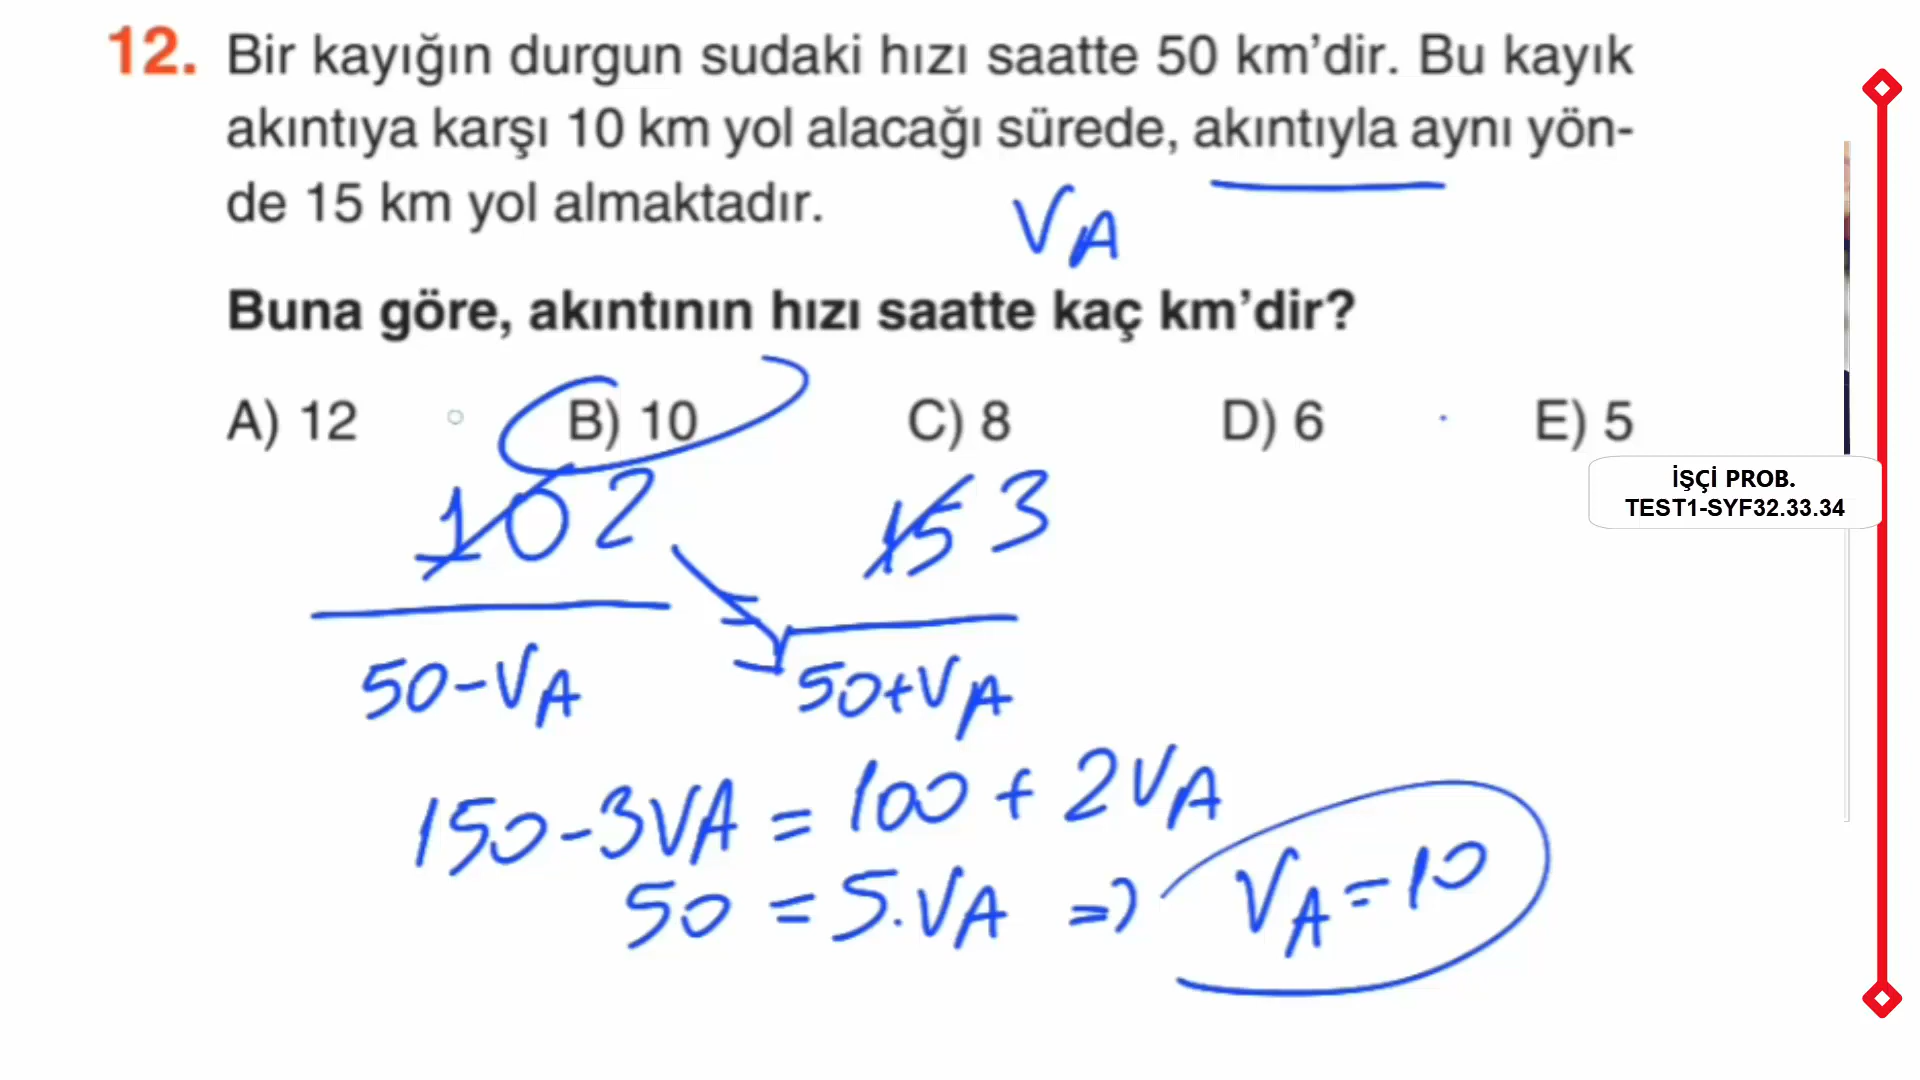 12. Bir kayığın durgun sudaki hızı saatte 50 km'dir. Bu kayık
akıntıya karşı 10 km yol alacağı sürede, akıntıyla aynı yön-
de 15 km yol almaktadır.
VA
Buna göre, akıntının hızı saatte kaç km'dir?
A) 12 B) 10 C) 8 D) 6 E) 5
İŞÇİ PROB.
TEST1-SYF32.33.34
10 2 = 15 3
50-VA 50+VA
150-3VA = 100 + 2VA
50 = 5.VA => VA = 10